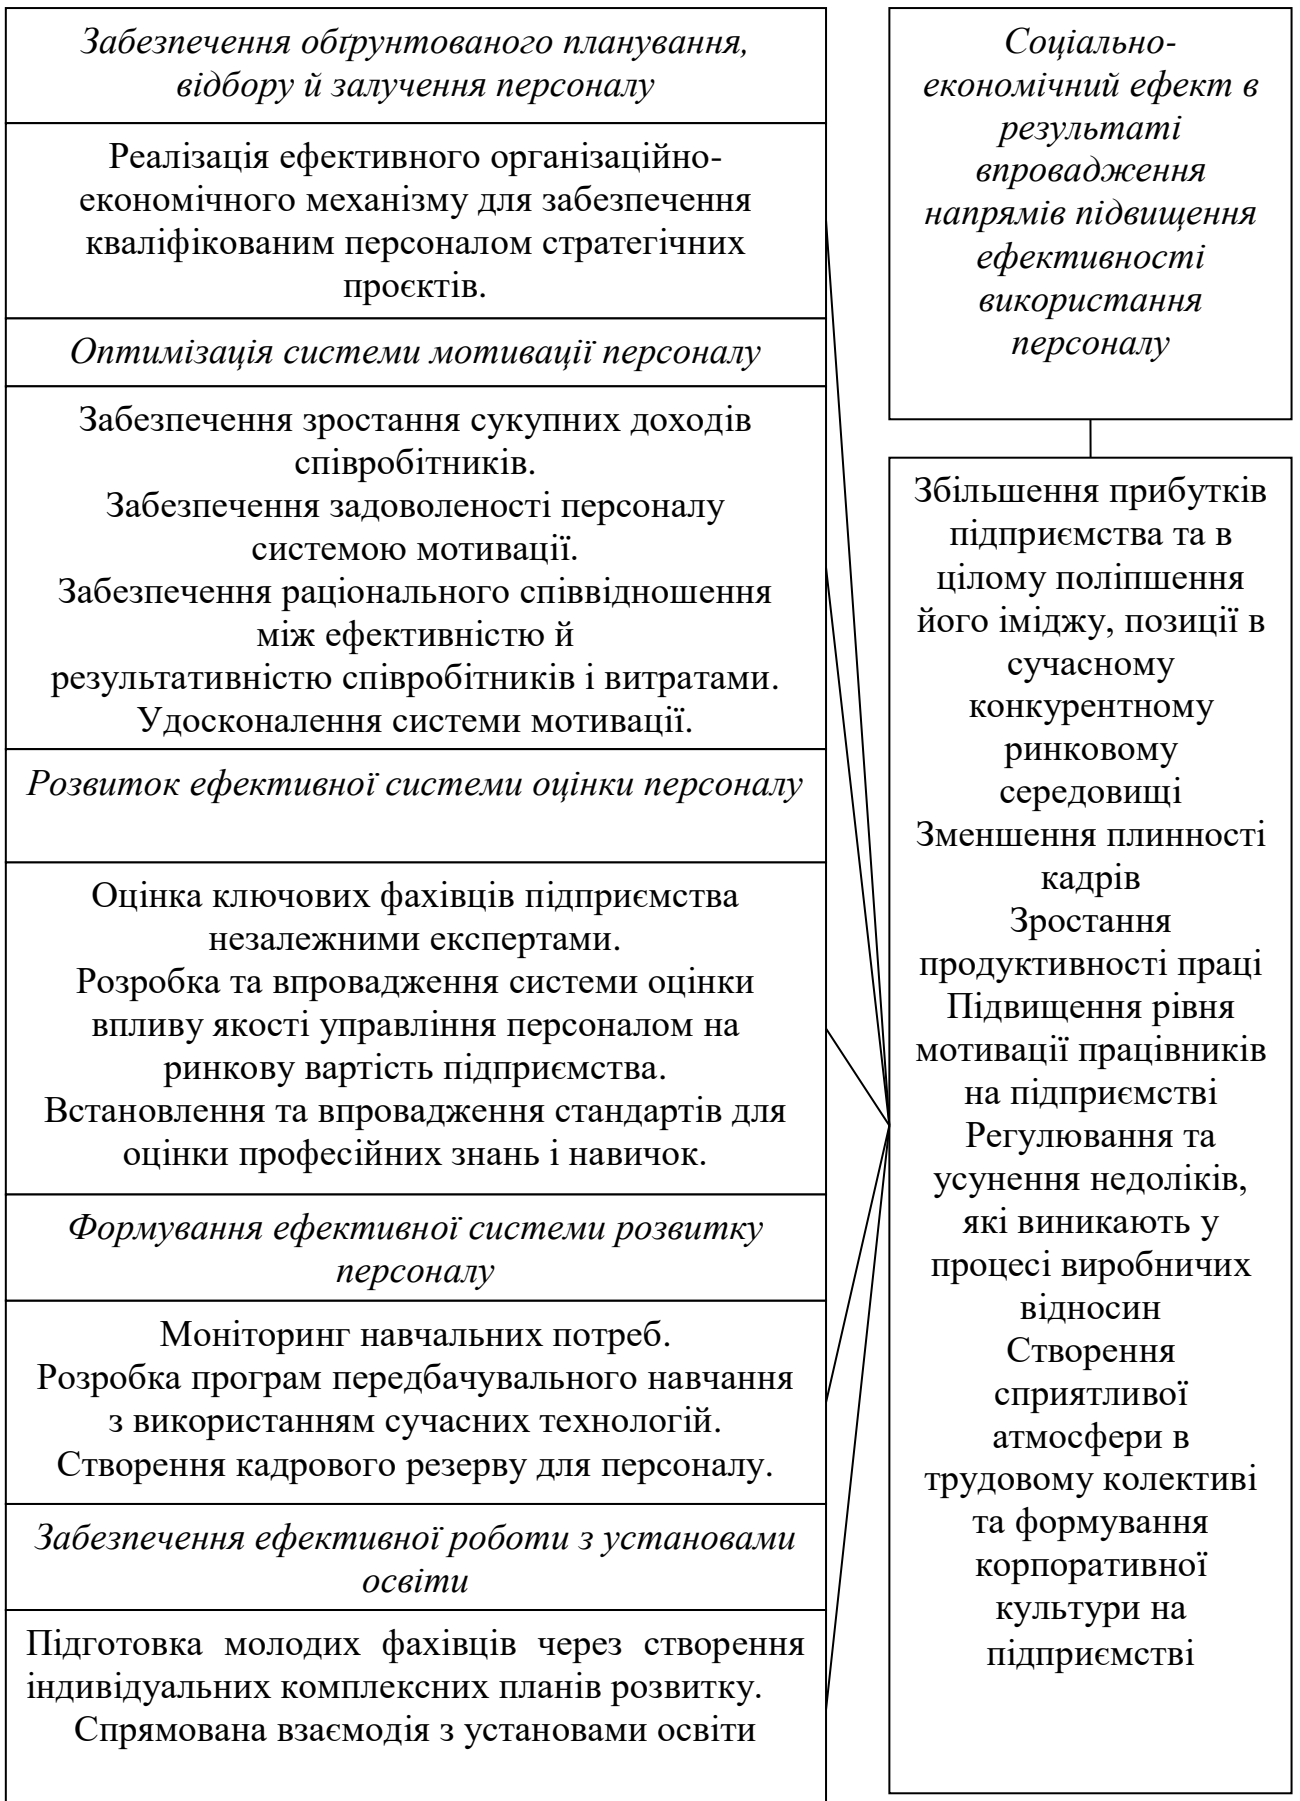 Забезпечення обґрунтованого планування,
відбору й залучення персоналу
Реалізація ефективного організаційно-
економічного механізму для забезпечення
кваліфікованим персоналом стратегічних
проєктів.
Оптимізація системи мотивації персоналу
Забезпечення зростання сукупних доходів
співробітників.
Забезпечення задоволеності персоналу
системою мотивації.
Забезпечення раціонального співвідношення
між ефективністю й
результативністю співробітників і витратами.
Удосконалення системи мотивації.
Розвиток ефективної системи оцінки персоналу
Оцінка ключових фахівців підприємства
незалежними експертами.
Розробка та впровадження системи оцінки
впливу якості управління персоналом на
ринкову вартість підприємства.
Встановлення та впровадження стандартів для
оцінки професійних знань і навичок.
Формування ефективної системи розвитку
персоналу
Моніторинг навчальних потреб.
Розробка програм передбачувального навчання
з використанням сучасних технологій.
Створення кадрового резерву для персоналу.
Забезпечення ефективної роботи з установами
освіти
Підготовка молодих фахівців через створення
індивідуальних комплексних планів розвитку.
Спрямована взаємодія з установами освіти
Соціально-
економічний ефект в
результаті
впровадження
напрямів підвищення
ефективності
використання
персоналу
Збільшення прибутків
підприємства та в
цілому поліпшення
його іміджу, позиції в
сучасному
конкурентному
ринковому
середовищі
Зменшення плинності
кадрів
Зростання
продуктивності праці
Підвищення рівня
мотивації працівників
на підприємстві
Регулювання та
усунення недоліків,
які виникають у
процесі виробничих
відносин
Створення
сприятливої
атмосфери в
трудовому колективі
та формування
корпоративної
культури на
підприємстві